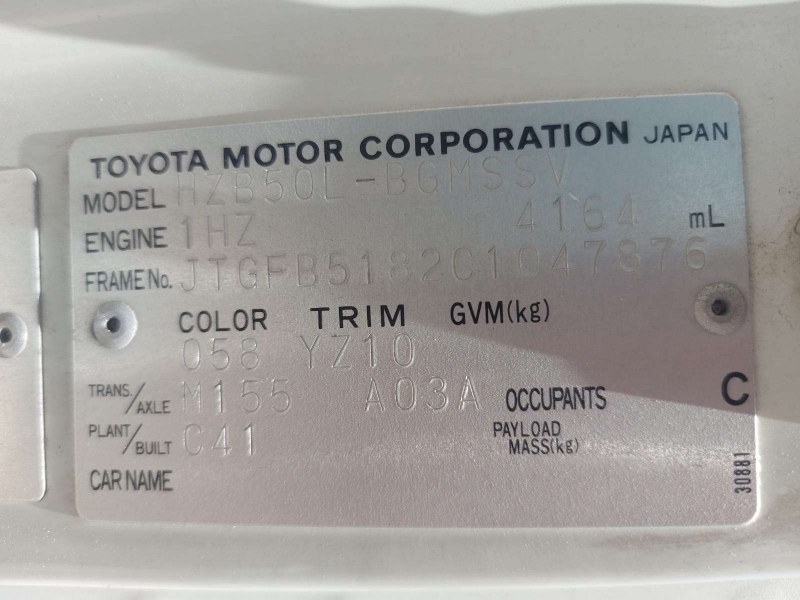 TOYOTA MOTOR CORPORATION JAPAN
MODEL HZB50L-BGMSSV
ENGINE 1HZ 4164 mL
FRAME No. JTGFB5182C1047876
COLOR TRIM GVM(kg)
058 YZ10
TRANS./AXLE M155 A03A OCCUPANTS C
PLANT/BUILT C41 PAYLOAD MASS(kg)
CAR NAME
30881